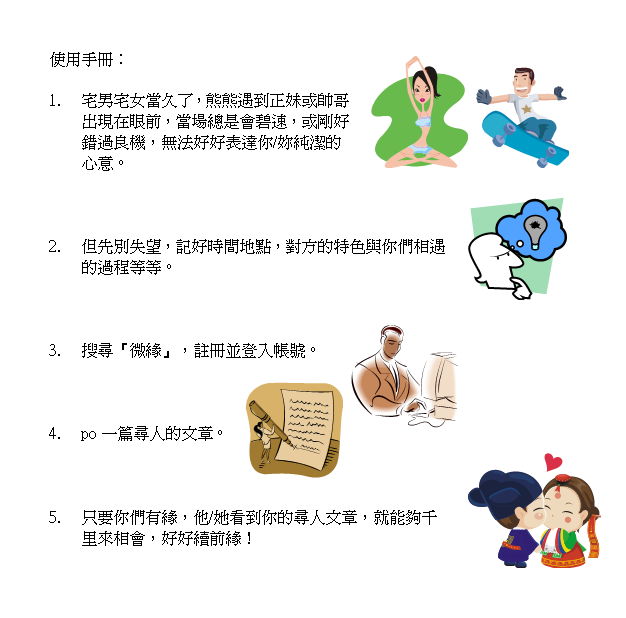 使用手冊：
1. 宅男宅女當久了，熊熊遇到正妹或帥哥
出現在眼前，當場總是會碧速，或剛好
錯過良機，無法好好表達你/妳純潔的
心意。
2. 但先別失望，記好時間地點，對方的特色與你們相遇
的過程等等。
3. 搜尋『微緣』，註冊並登入帳號。
4. po 一篇尋人的文章。
5. 只要你們有緣，他/她看到你的尋人文章，就能夠千
里來相會，好好續前緣！